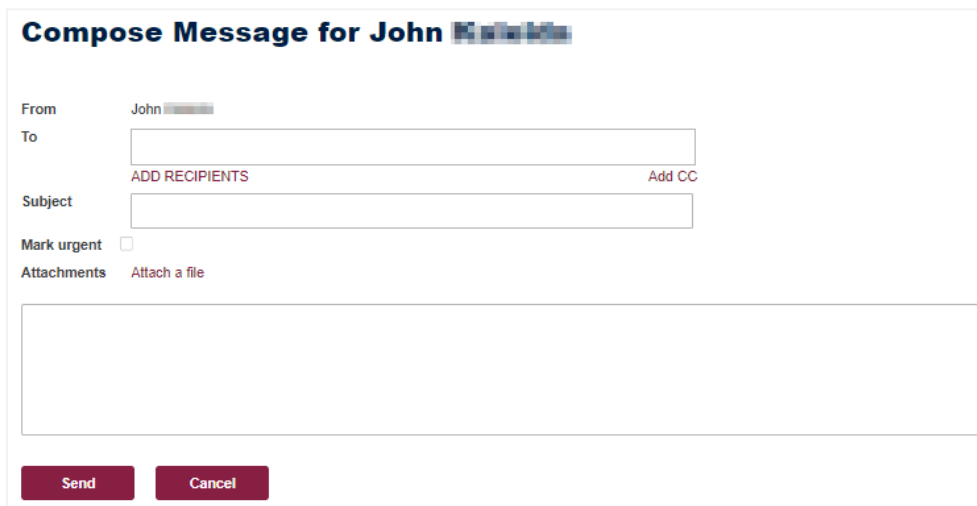 Compose Message for John
From John
To
ADD RECIPIENTS Add CC
Subject
Mark urgent
Attachments Attach a file
Send Cancel